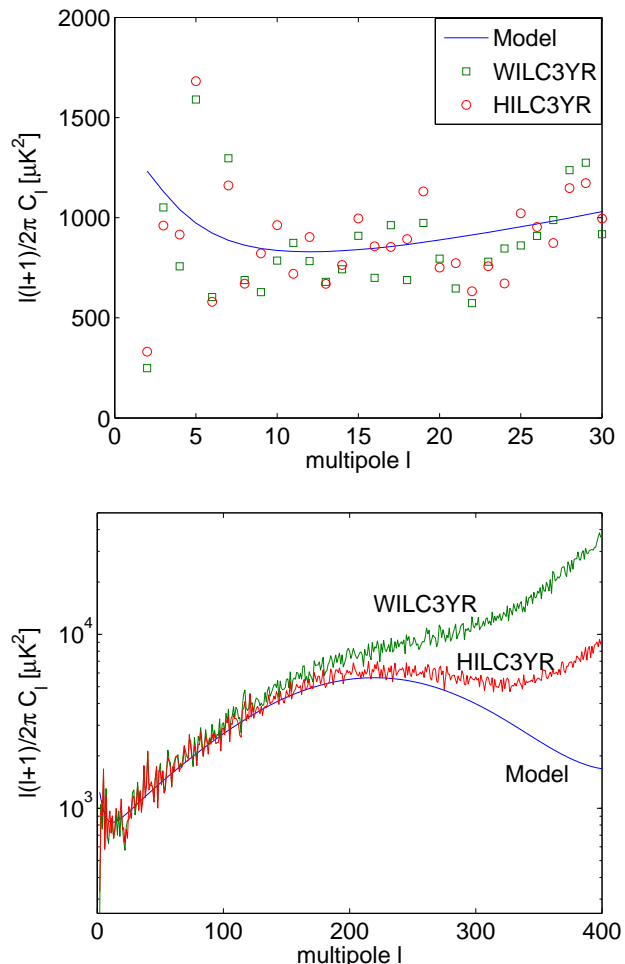 2000
1500
1000
500
0
0 5 10 15 20 25 30
l(l+1)/2π C_l [μK²]
multipole l
Model
WILC3YR
HILC3YR
10⁴
10³
0 100 200 300 400
l(l+1)/2π C_l [μK²]
multipole l
WILC3YR
HILC3YR
Model